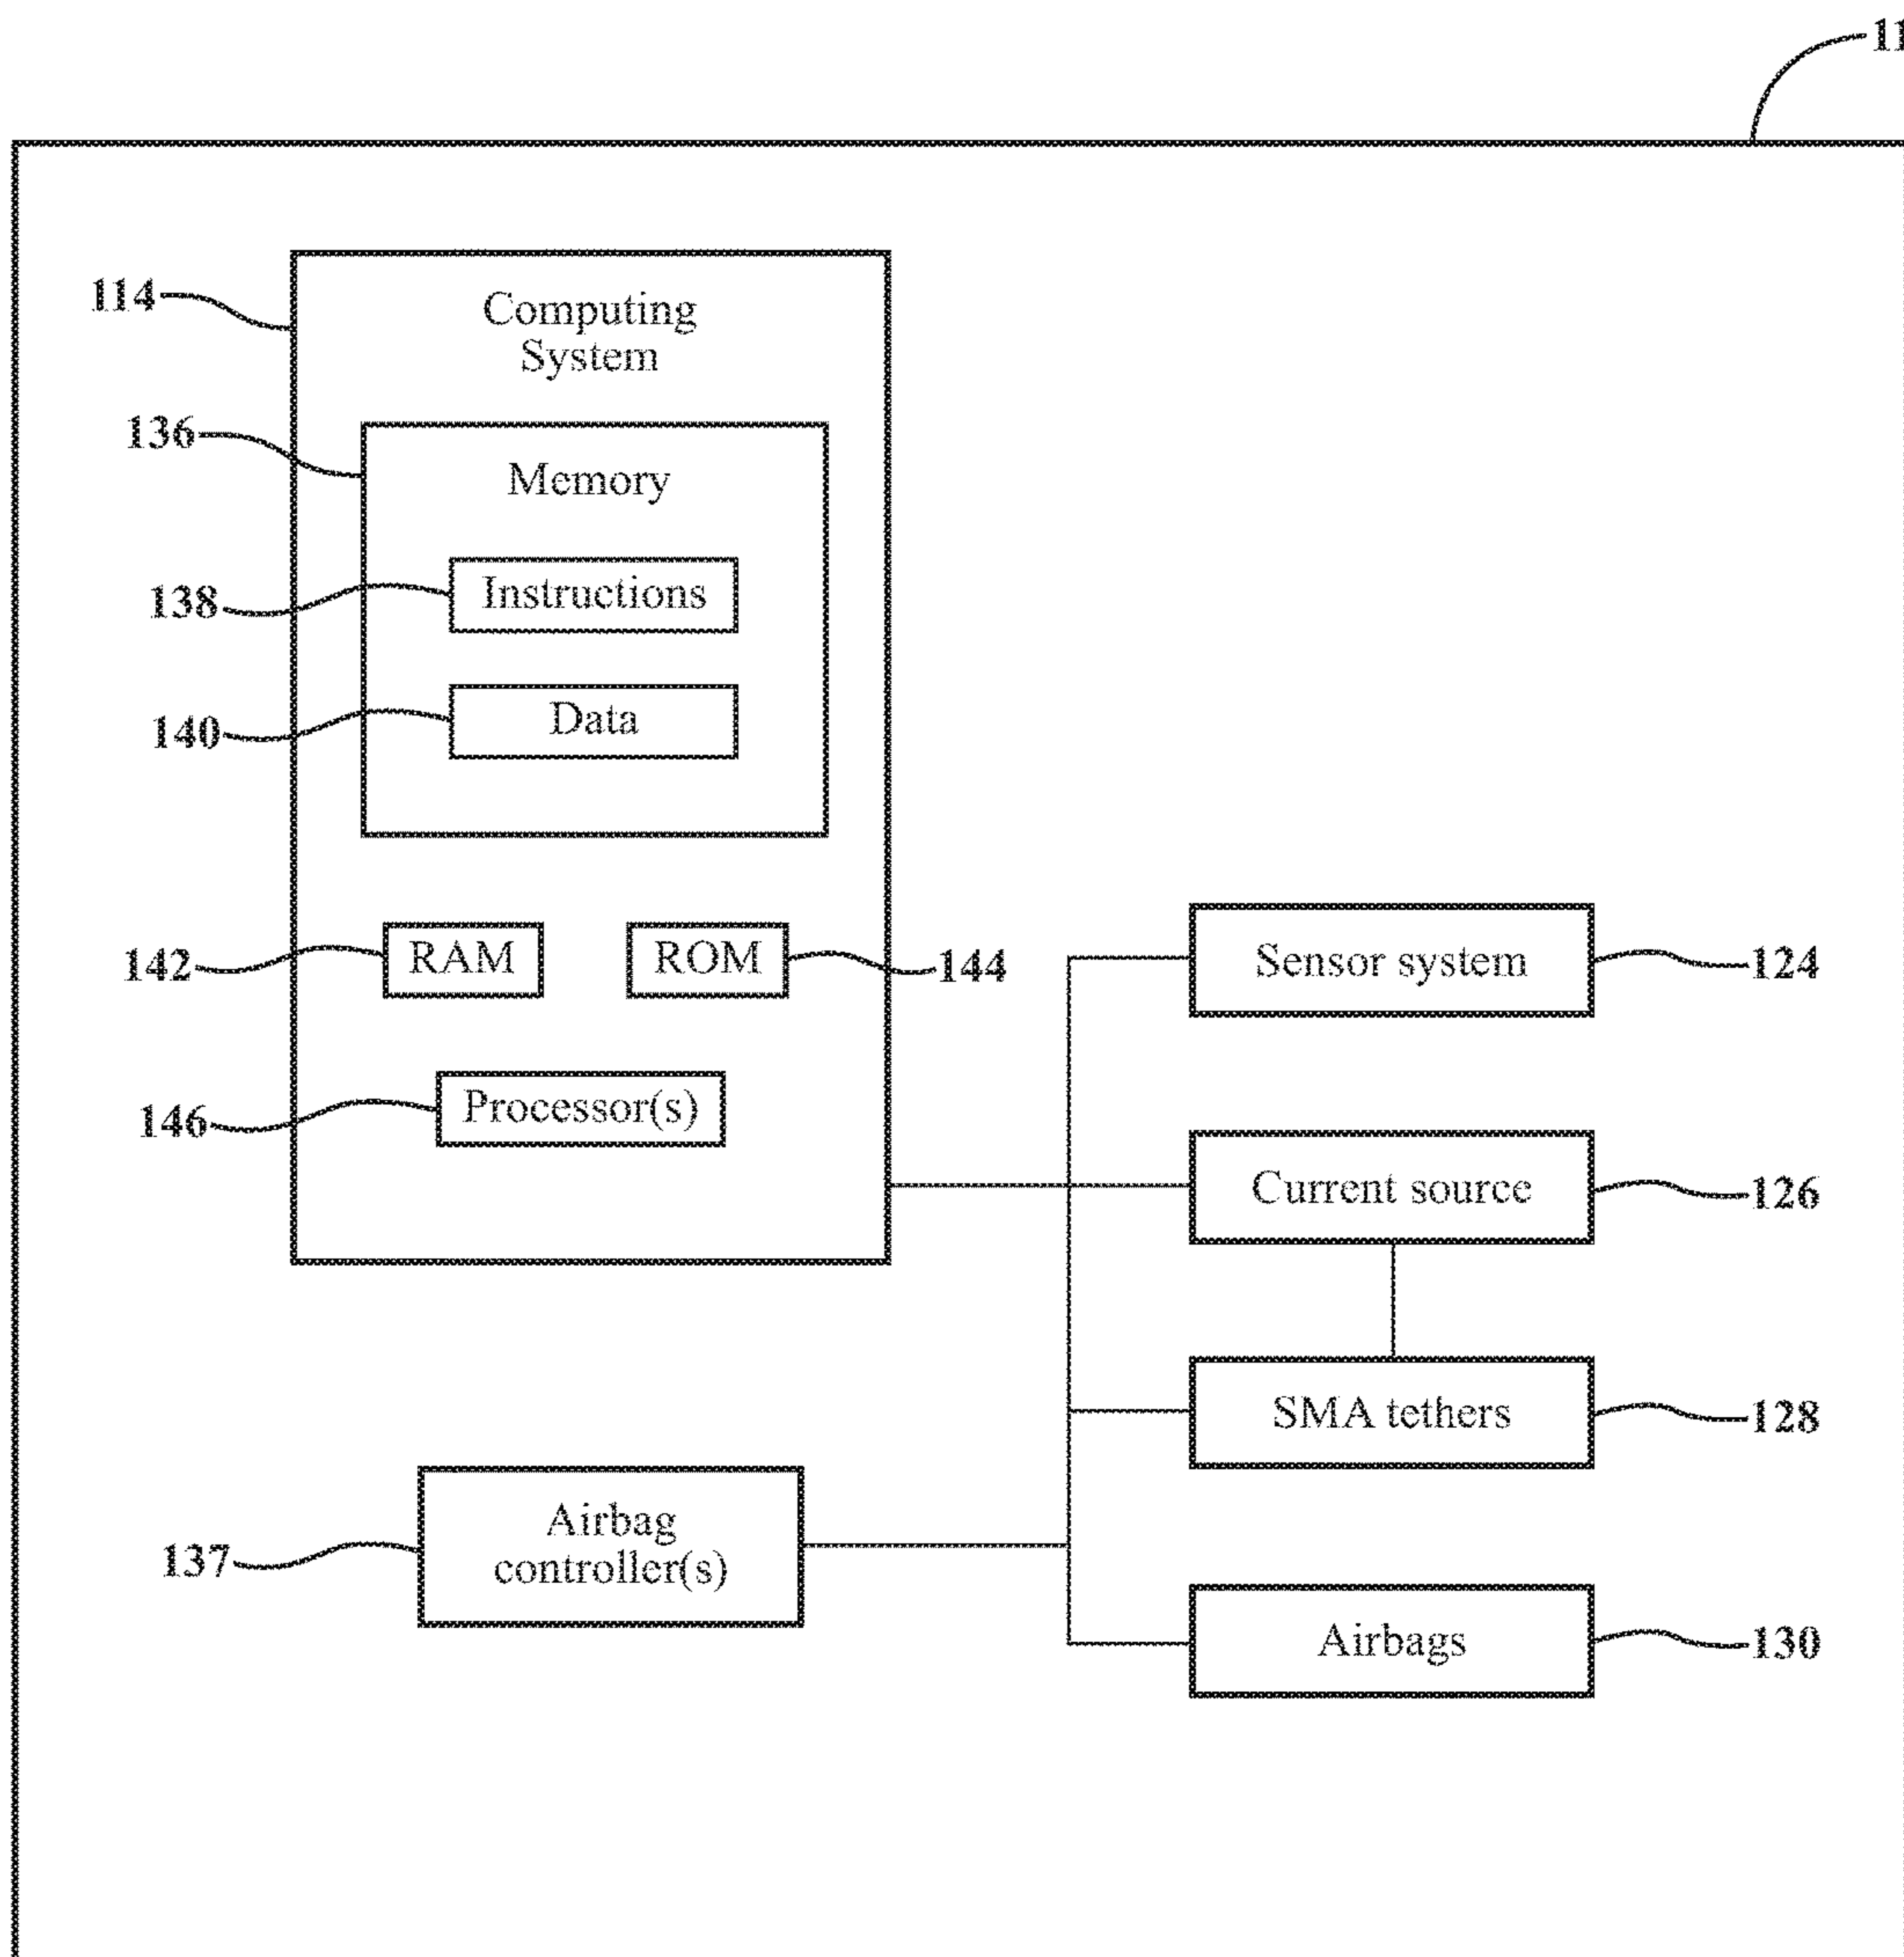 114
Computing
System
136
Memory
138
Instructions
140
Data
142
RAM
ROM
144
Sensor system
124
146
Processor(s)
Current source
126
SMA tethers
128
137
Airbag
controller(s)
Airbags
130